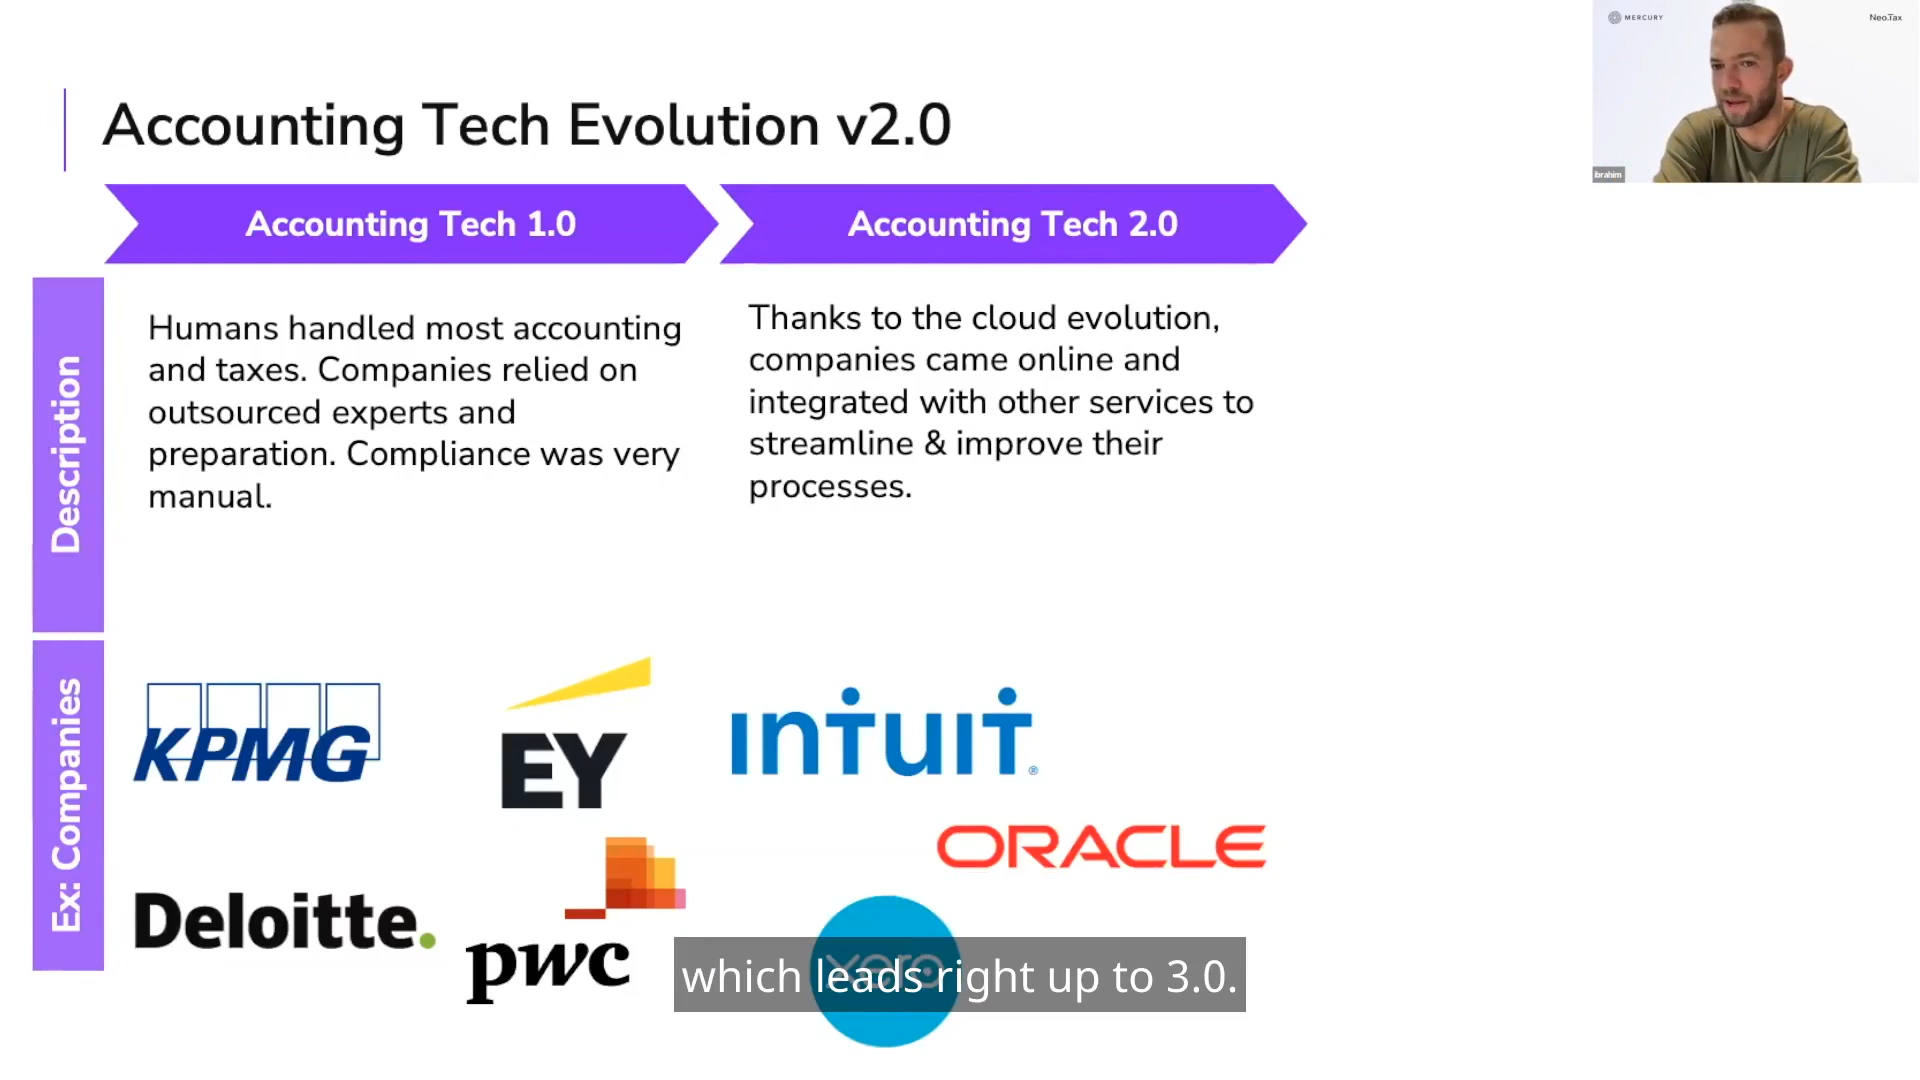 MERCURY
Neo.Tax
ibrahim
Accounting Tech Evolution v2.0
Accounting Tech 1.0
Accounting Tech 2.0
Description
Humans handled most accounting
and taxes. Companies relied on
outsourced experts and
preparation. Compliance was very
manual.
Thanks to the cloud evolution,
companies came online and
integrated with other services to
streamline & improve their
processes.
Ex: Companies
KPMG
EY
intuit®
ORACLE
Deloitte.
pwc
xero
which leads right up to 3.0.